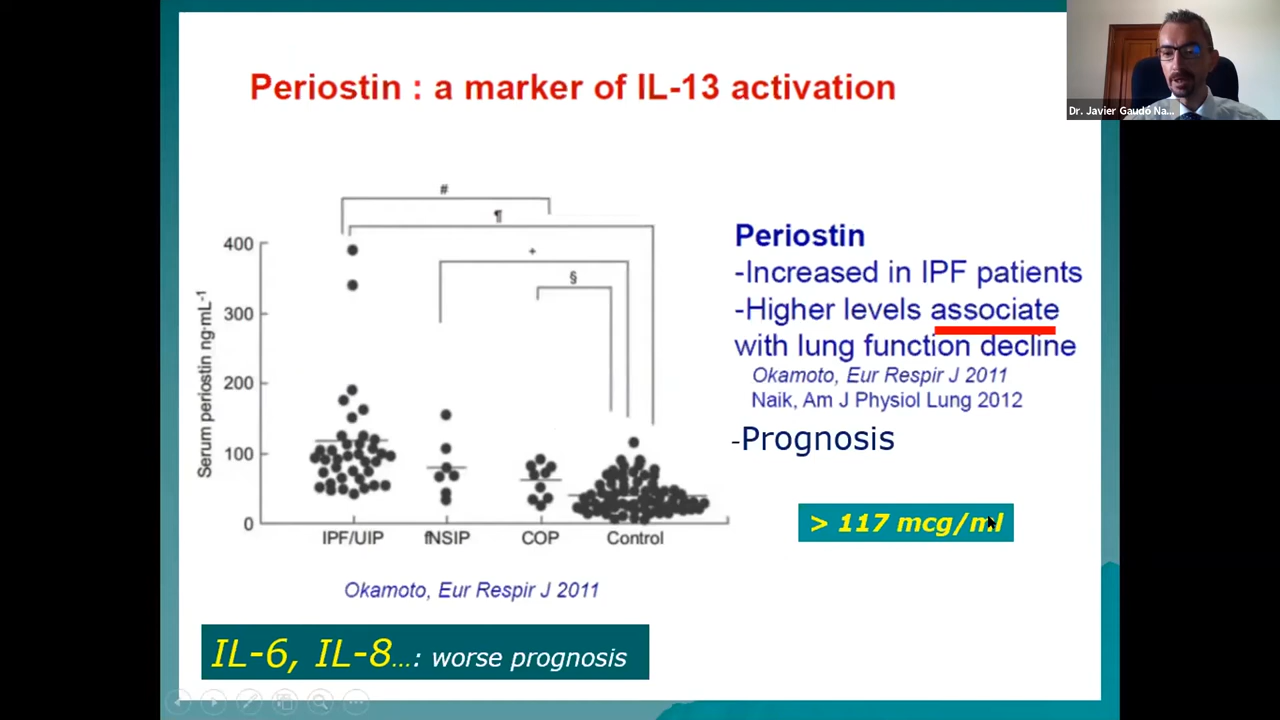 Periostin : a marker of IL-13 activation
Dr. Javier Gaudó Na...
#
¶
+
§
400
300
200
100
0
Serum periostin ng·mL-1
IPF/UIP fNSIP COP Control
Okamoto, Eur Respir J 2011
Periostin
-Increased in IPF patients
-Higher levels associate
with lung function decline
Okamoto, Eur Respir J 2011
Naik, Am J Physiol Lung 2012
-Prognosis
> 117 mcg/ml
IL-6, IL-8...: worse prognosis